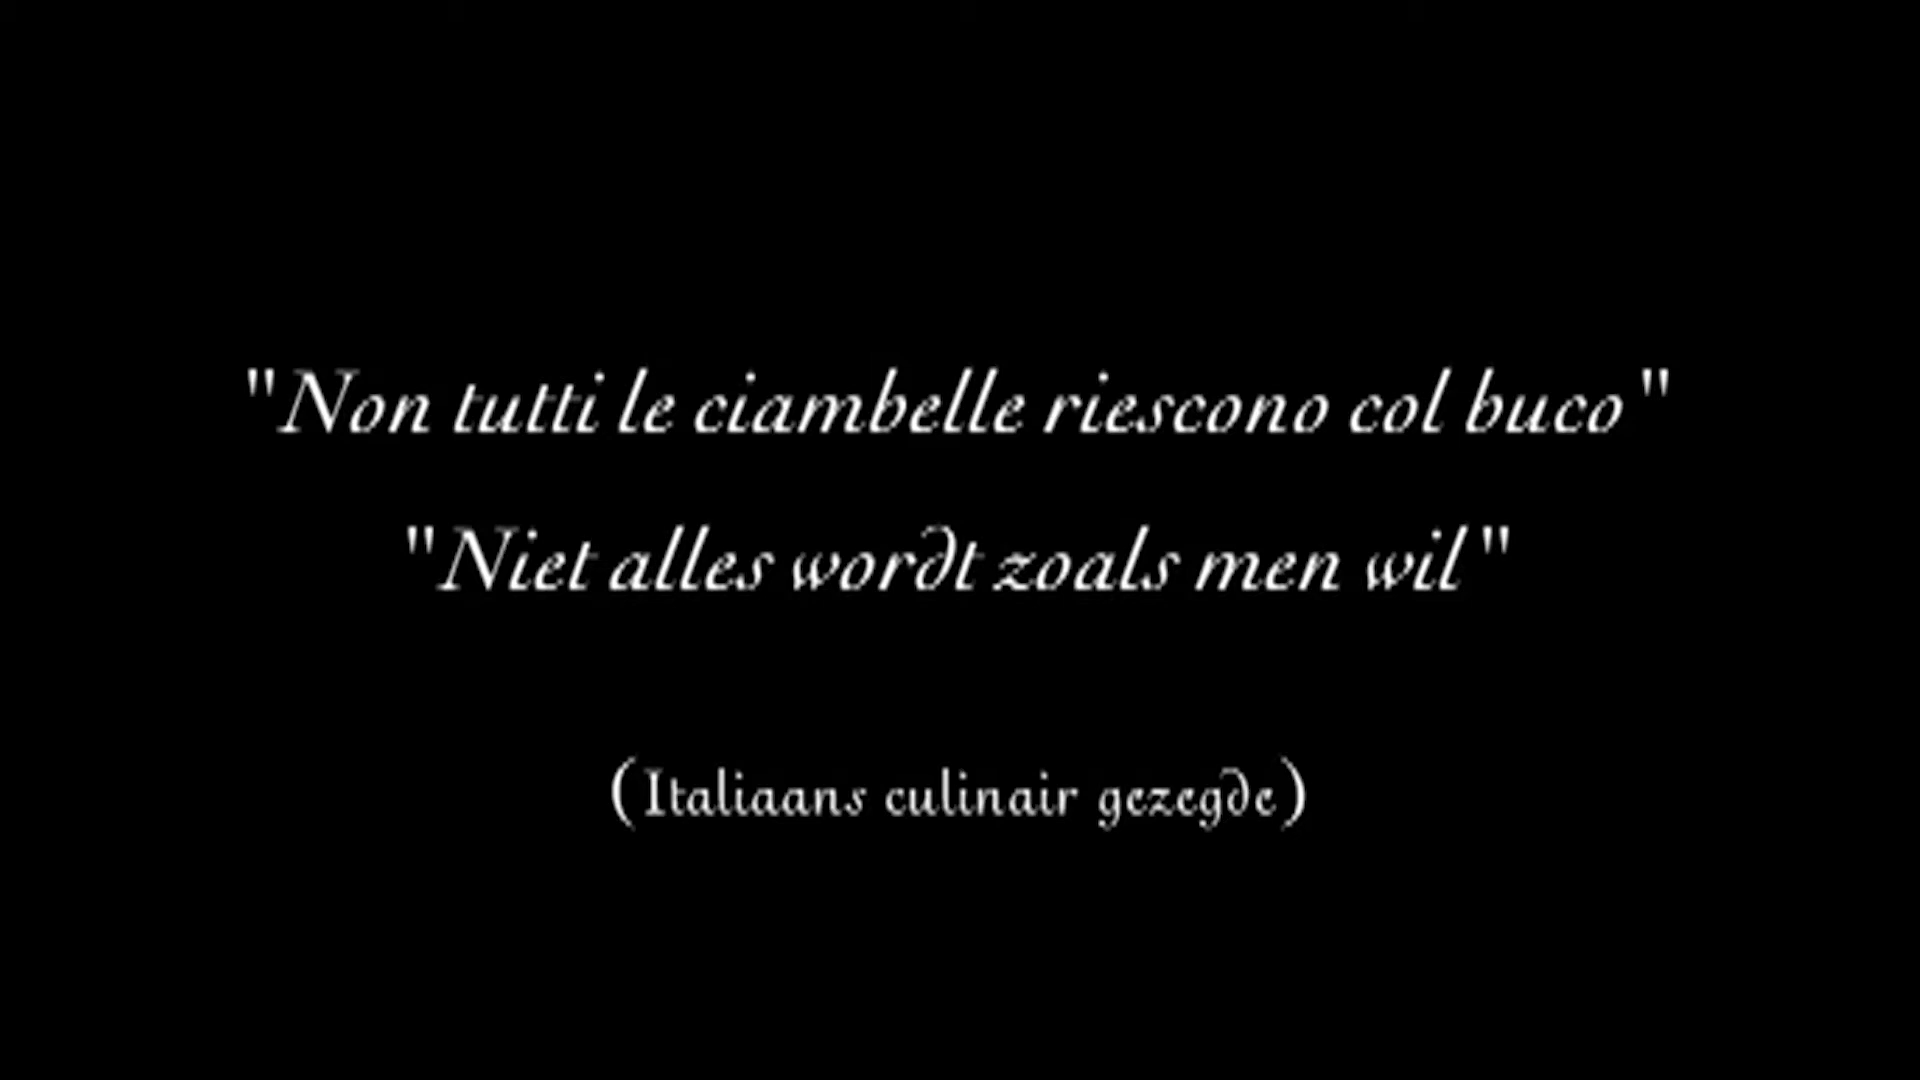 "Non tutti le ciambelle riescono col buco"
"Niet alles wordt zoals men wil"
(Italiaans culinair gezegde)